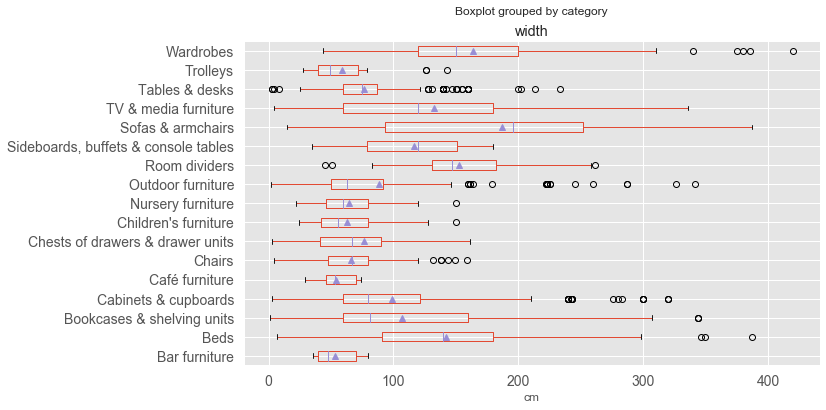 Boxplot grouped by category
width
Wardrobes
Trolleys
Tables & desks
TV & media furniture
Sofas & armchairs
Sideboards, buffets & console tables
Room dividers
Outdoor furniture
Nursery furniture
Children's furniture
Chests of drawers & drawer units
Chairs
Café furniture
Cabinets & cupboards
Bookcases & shelving units
Beds
Bar furniture
0 100 200 300 400
cm